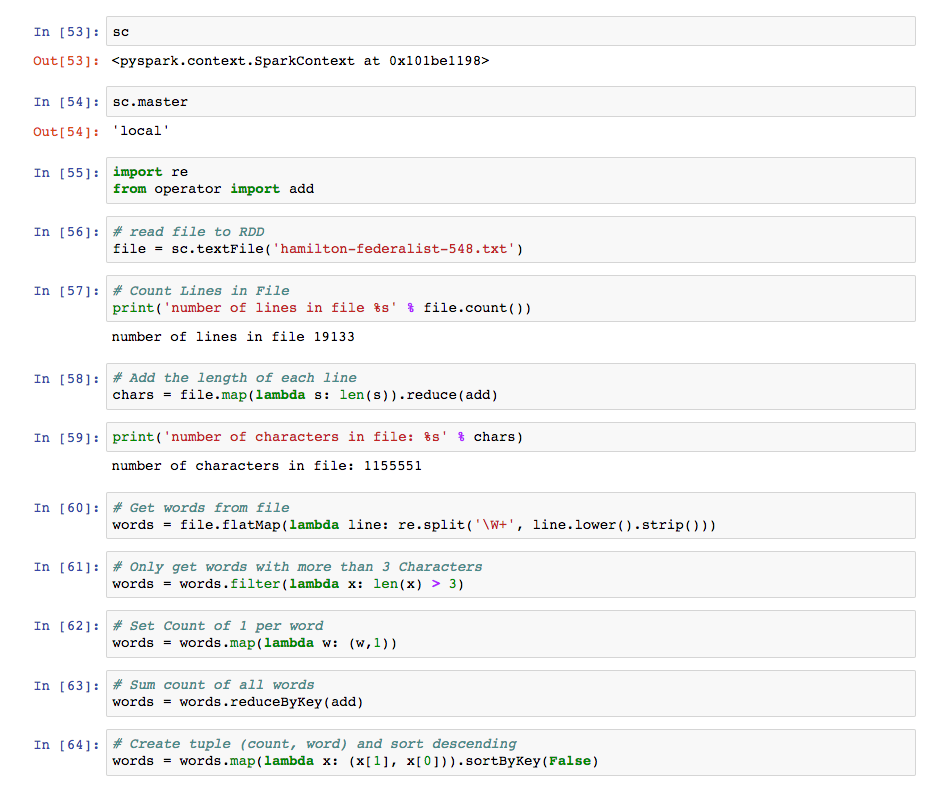 In [53]: sc
Out[53]: <pyspark.context.SparkContext at 0x101be1198>
In [54]: sc.master
Out[54]: 'local'
In [55]: import re
from operator import add
In [56]: # read file to RDD
file = sc.textFile('hamilton-federalist-548.txt')
In [57]: # Count Lines in File
print('number of lines in file %s' % file.count())
number of lines in file 19133
In [58]: # Add the length of each line
chars = file.map(lambda s: len(s)).reduce(add)
In [59]: print('number of characters in file: %s' % chars)
number of characters in file: 1155551
In [60]: # Get words from file
words = file.flatMap(lambda line: re.split('\W+', line.lower().strip()))
In [61]: # Only get words with more than 3 Characters
words = words.filter(lambda x: len(x) > 3)
In [62]: # Set Count of 1 per word
words = words.map(lambda w: (w,1))
In [63]: # Sum count of all words
words = words.reduceByKey(add)
In [64]: # Create tuple (count, word) and sort descending
words = words.map(lambda x: (x[1], x[0])).sortByKey(False)